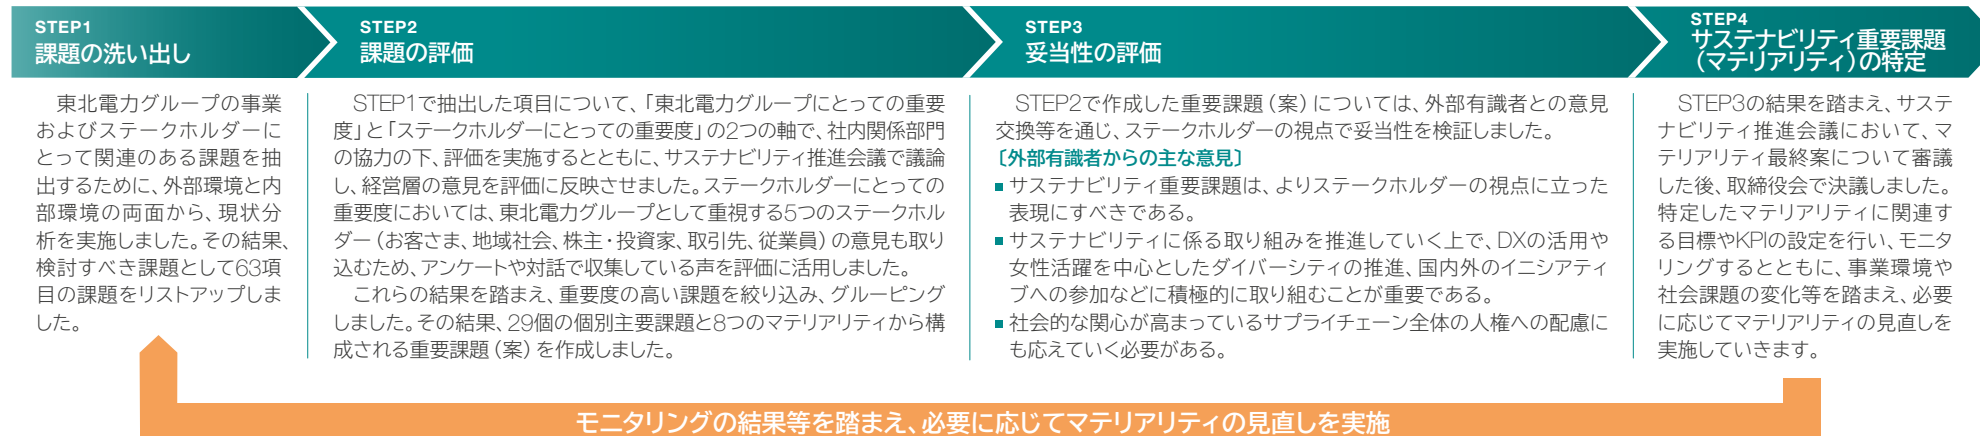 STEP1
課題の洗い出し
東北電力グループの事業
およびステークホルダーに
とって関連のある課題を抽
出するために、外部環境と内
部環境の両面から、現状分
析を実施しました。その結果、
検討すべき課題として63項
目の課題をリストアップしま
した。
STEP2
課題の評価
STEP1で抽出した項目について、「東北電力グループにとっての重要
度」と「ステークホルダーにとっての重要度」の2つの軸で、社内関係部門
の協力の下、評価を実施するとともに、サステナビリティ推進会議で議論
し、経営層の意見を評価に反映させました。ステークホルダーにとっての
重要度においては、東北電力グループとして重視する5つのステークホル
ダー（お客さま、地域社会、株主・投資家、取引先、従業員）の意見も取り
込むため、アンケートや対話で収集している声を評価に活用しました。
これらの結果を踏まえ、重要度の高い課題を絞り込み、グルーピング
しました。その結果、29個の個別主要課題と8つのマテリアリティから構
成される重要課題（案）を作成しました。
STEP3
妥当性の評価
STEP2で作成した重要課題（案）については、外部有識者との意見
交換等を通じ、ステークホルダーの視点で妥当性を検証しました。
〔外部有識者からの主な意見〕
■サステナビリティ重要課題は、よりステークホルダーの視点に立った
表現にすべきである。
■サステナビリティに係る取り組みを推進していく上で、DXの活用や
女性活躍を中心としたダイバーシティの推進、国内外のイニシアティ
ブへの参加などに積極的に取り組むことが重要である。
■社会的な関心が高まっているサプライチェーン全体の人権への配慮に
も応えていく必要がある。
STEP4
サステナビリティ重要課題
（マテリアリティ）の特定
STEP3の結果を踏まえ、サステ
ナビリティ推進会議において、マ
テリアリティ最終案について審議
した後、取締役会で決議しました。
特定したマテリアリティに関連す
る目標やKPIの設定を行い、モニタ
リングするとともに、事業環境や
社会課題の変化等を踏まえ、必要
に応じてマテリアリティの見直しを
実施していきます。
モニタリングの結果等を踏まえ、必要に応じてマテリアリティの見直しを実施